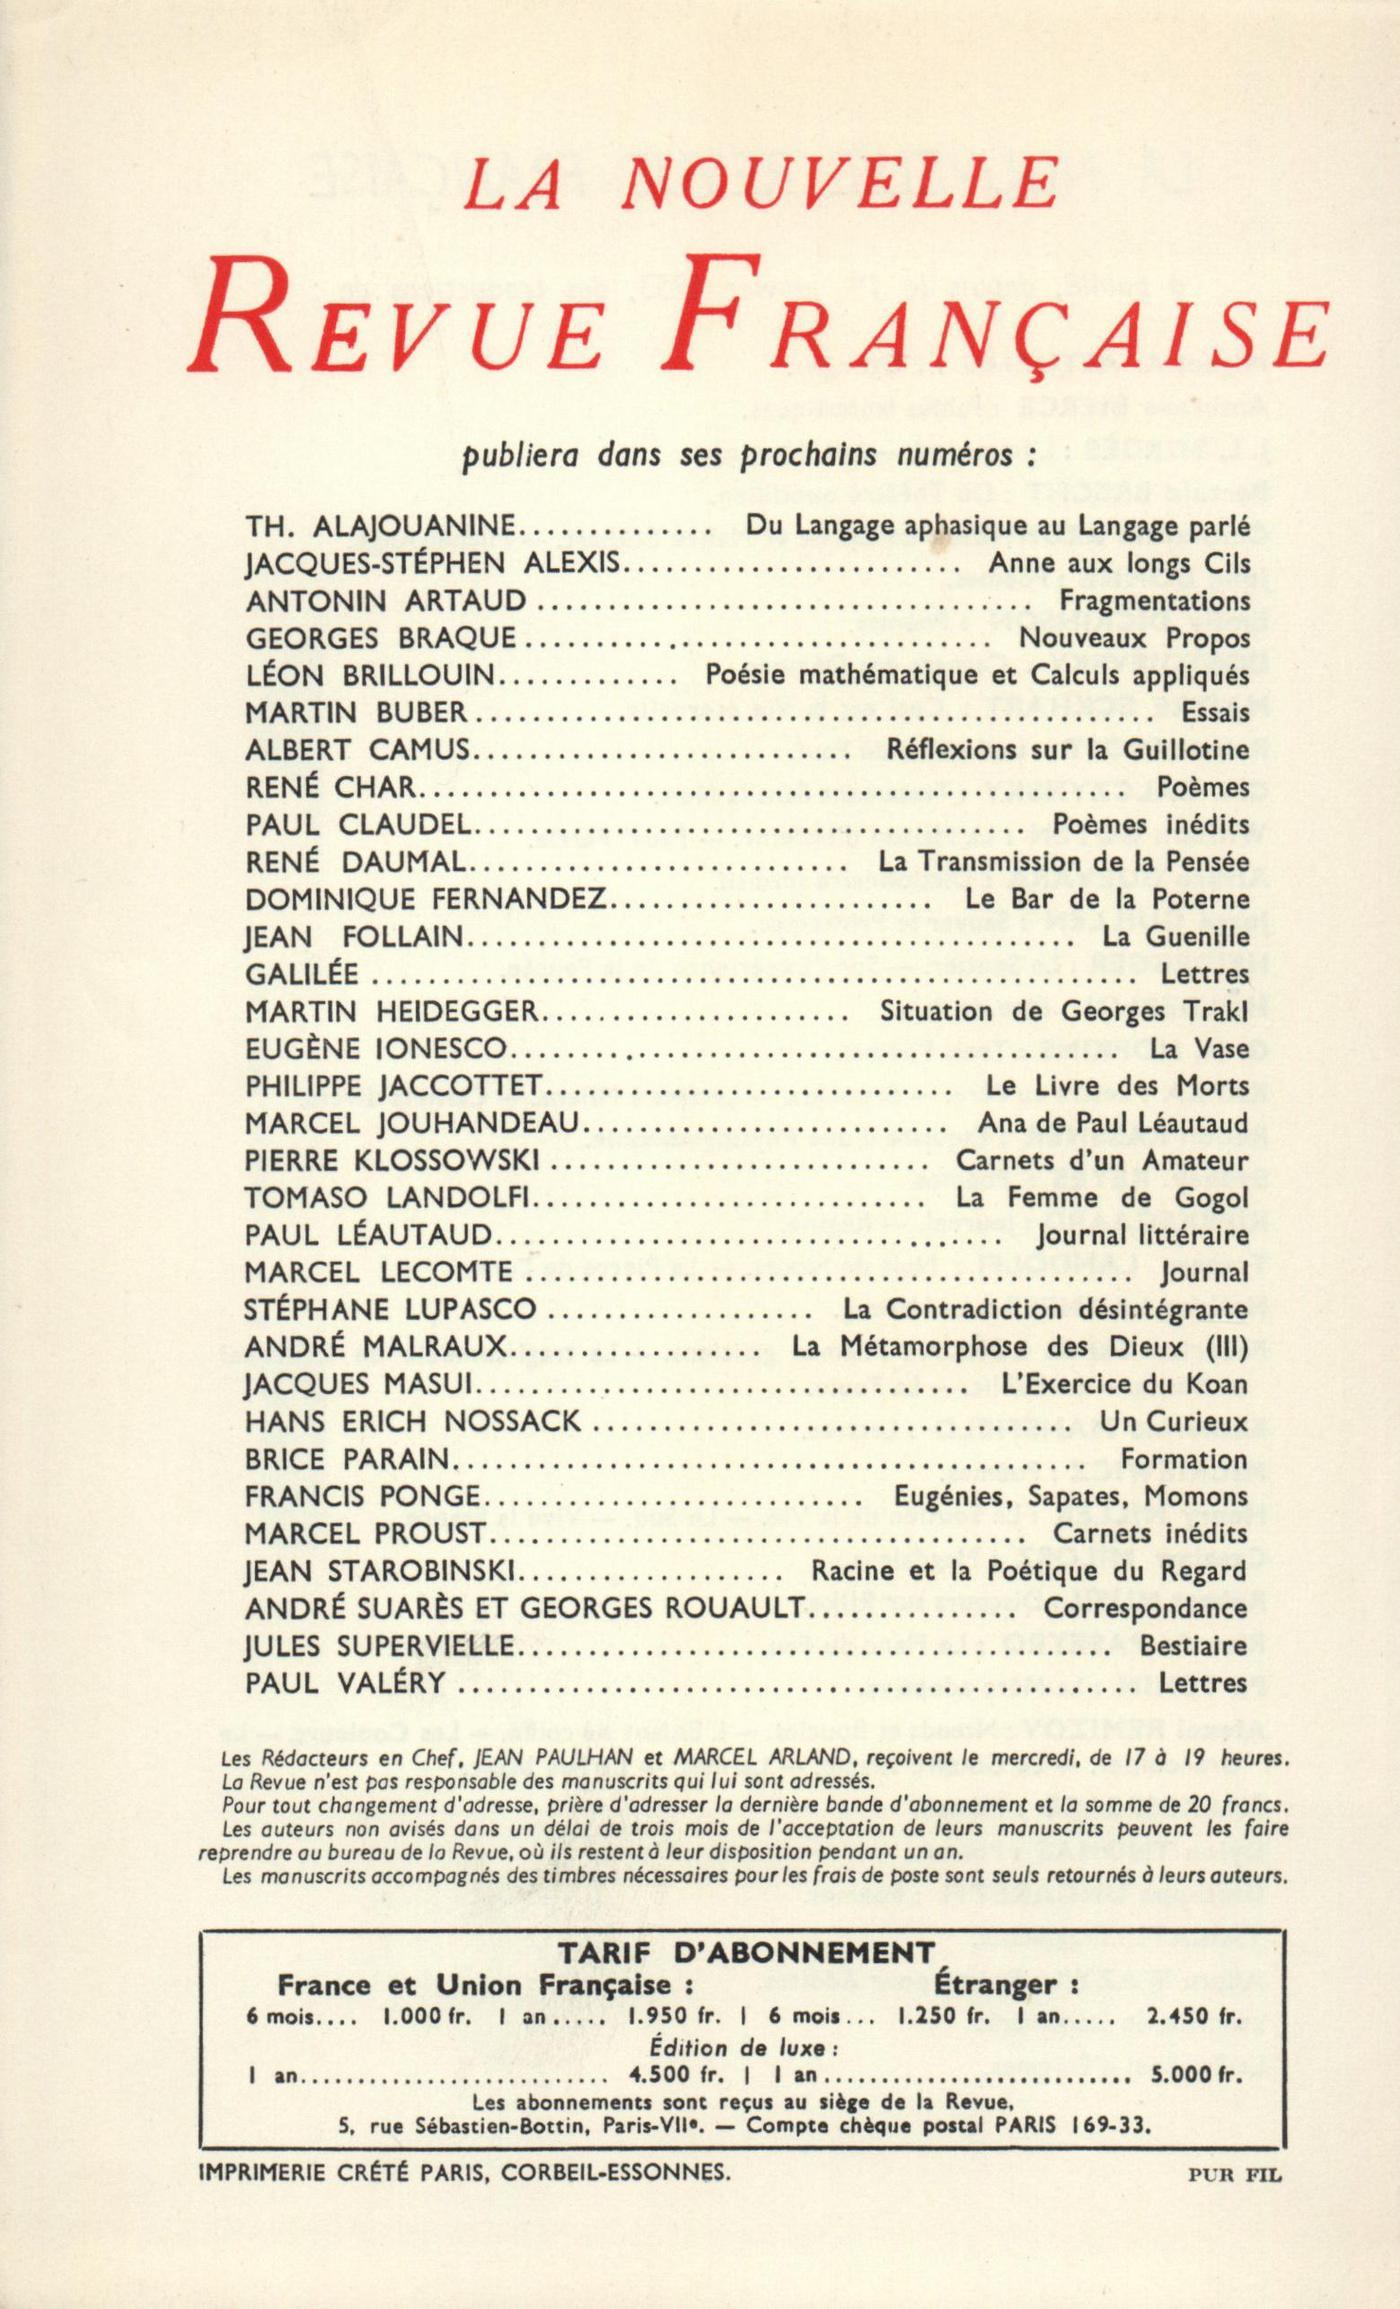 LA NOUVELLE
REVUE FRANÇAISE
publiera dans ses prochains numéros :
TH. ALAJOUANINE.............. Du Langage aphasique au Langage parlé
JACQUES-STÉPHEN ALEXIS........................ Anne aux longs Cils
ANTONIN ARTAUD................................... Fragmentations
GEORGES BRAQUE................................. Nouveaux Propos
LÉON BRILLOUIN............. Poésie mathématique et Calculs appliqués
MARTIN BUBER................................................ Essais
ALBERT CAMUS........................... Réflexions sur la Guillotine
RENÉ CHAR.................................................. Poèmes
PAUL CLAUDEL....................................... Poèmes inédits
RENÉ DAUMAL........................... La Transmission de la Pensée
DOMINIQUE FERNANDEZ....................... Le Bar de la Poterne
JEAN FOLLAIN........................................... La Guenille
GALILÉE...................................................... Lettres
MARTIN HEIDEGGER...................... Situation de Georges Trakl
EUGÈNE IONESCO........................................... La Vase
PHILIPPE JACCOTTET............................. Le Livre des Morts
MARCEL JOUHANDEAU.......................... Ana de Paul Léautaud
PIERRE KLOSSOWSKI........................... Carnets d'un Amateur
TOMASO LANDOLFI............................ La Femme de Gogol
PAUL LÉAUTAUD.................................... Journal littéraire
MARCEL LECOMTE........................................... Journal
STÉPHANE LUPASCO................... La Contradiction désintégrante
ANDRÉ MALRAUX.................. La Métamorphose des Dieux (III)
JACQUES MASUI................................... L'Exercice du Koan
HANS ERICH NOSSACK.................................. Un Curieux
BRICE PARAIN............................................. Formation
FRANCIS PONGE........................... Eugénies, Sapates, Momons
MARCEL PROUST...................................... Carnets inédits
JEAN STAROBINSKI................... Racine et la Poétique du Regard
ANDRÉ SUARÈS ET GEORGES ROUAULT............... Correspondance
JULES SUPERVIELLE.......................................... Bestiaire
PAUL VALÉRY................................................ Lettres
Les Rédacteurs en Chef, JEAN PAULHAN et MARCEL ARLAND, reçoivent le mercredi, de 17 à 19 heures.
La Revue n'est pas responsable des manuscrits qui lui sont adressés.
Pour tout changement d'adresse, prière d'adresser la dernière bande d'abonnement et la somme de 20 francs.
Les auteurs non avisés dans un délai de trois mois de l'acceptation de leurs manuscrits peuvent les faire
reprendre au bureau de la Revue, où ils restent à leur disposition pendant un an.
Les manuscrits accompagnés des timbres nécessaires pour les frais de poste sont seuls retournés à leurs auteurs.
TARIF D'ABONNEMENT
France et Union Française : Étranger :
6 mois.... 1.000 fr. 1 an..... 1.950 fr. | 6 mois... 1.250 fr. 1 an..... 2.450 fr.
Édition de luxe :
1 an.......................... 4.500 fr. | 1 an.......................... 5.000 fr.
Les abonnements sont reçus au siège de la Revue,
5, rue Sébastien-Bottin, Paris-VIIe. — Compte chèque postal PARIS 169-33.
IMPRIMERIE CRÉTÉ PARIS, CORBEIL-ESSONNES. PUR FIL